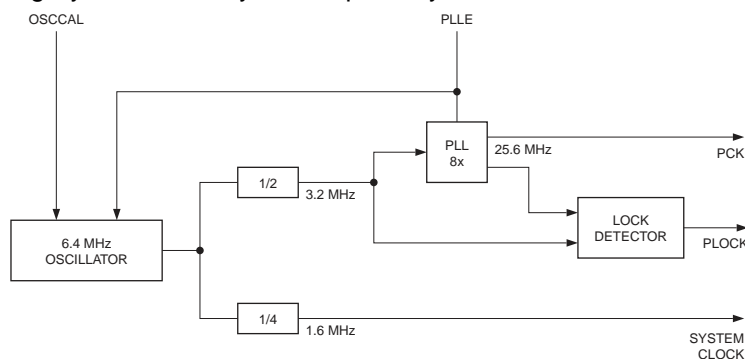 OSCCAL
PLLE
PLL
8x
25.6 MHz
PCK
1/2
3.2 MHz
LOCK
DETECTOR
PLOCK
6.4 MHz
OSCILLATOR
1/4
1.6 MHz
SYSTEM
CLOCK